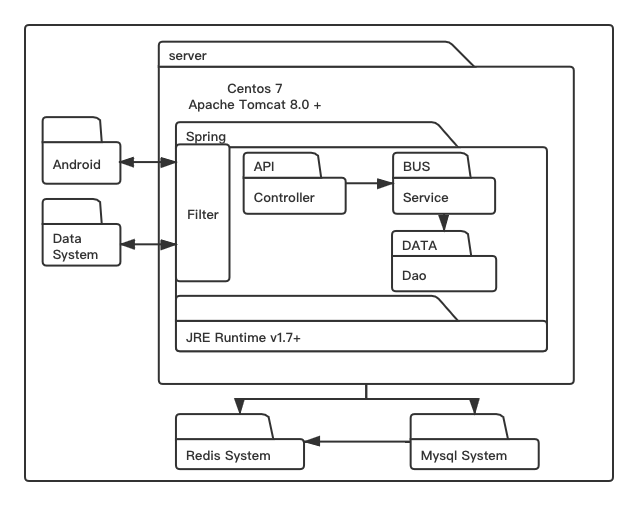 server
Centos 7
Apache Tomcat 8.0 +
Spring
Android
API
BUS
Controller
Service
Filter
Data
System
DATA
Dao
JRE Runtime v1.7+
Redis System
Mysql System